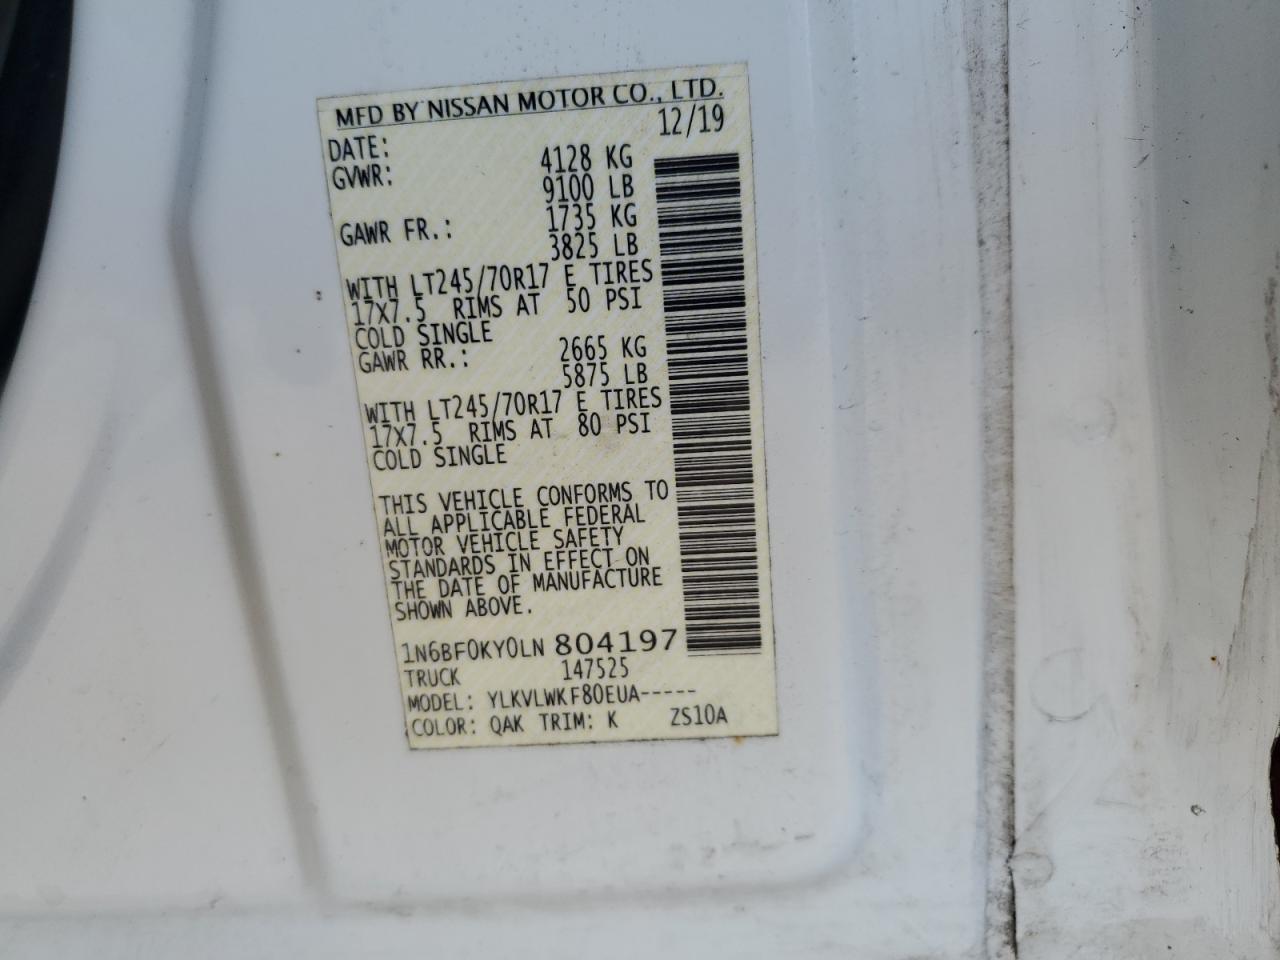 MFD BY NISSAN MOTOR CO., LTD.
DATE: 12/19
GVWR: 4128 KG
9100 LB
GAWR FR.: 1735 KG
3825 LB
WITH LT245/70R17 E TIRES
17X7.5 RIMS AT 50 PSI
COLD SINGLE
GAWR RR.: 2665 KG
5875 LB
WITH LT245/70R17 E TIRES
17X7.5 RIMS AT 80 PSI
COLD SINGLE
THIS VEHICLE CONFORMS TO
ALL APPLICABLE FEDERAL
MOTOR VEHICLE SAFETY
STANDARDS IN EFFECT ON
THE DATE OF MANUFACTURE
SHOWN ABOVE.
1N6BF0KY0LN 804197
TRUCK 147525
MODEL: YLKVLWKF80EUA-----
COLOR: QAK TRIM: K ZS10A